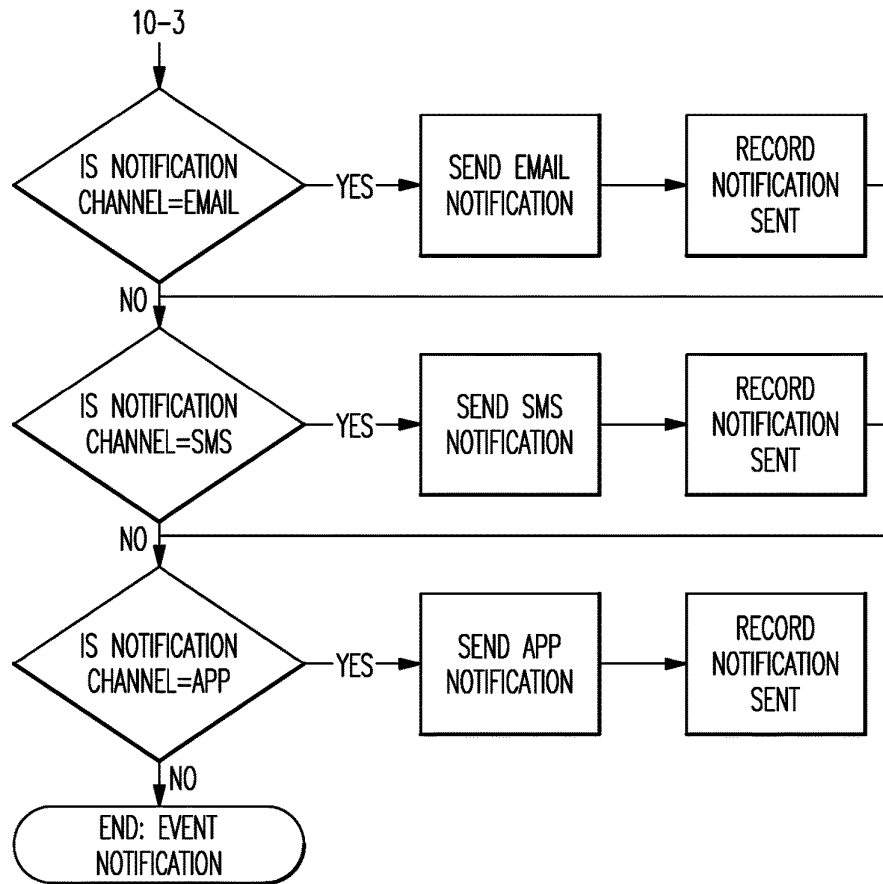 10-3
IS NOTIFICATION
CHANNEL=EMAIL
YES
SEND EMAIL
NOTIFICATION
RECORD
NOTIFICATION
SENT
NO
IS NOTIFICATION
CHANNEL=SMS
YES
SEND SMS
NOTIFICATION
RECORD
NOTIFICATION
SENT
NO
IS NOTIFICATION
CHANNEL=APP
YES
SEND APP
NOTIFICATION
RECORD
NOTIFICATION
SENT
NO
END: EVENT
NOTIFICATION